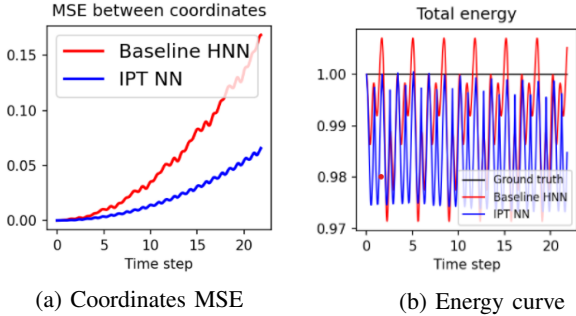 MSE between coordinates
0.15
0.10
0.05
0.00
Baseline HNN
IPT NN
0 5 10 15 20
Time step
(a) Coordinates MSE
Total energy
1.00
0.99
0.98
0.97
Ground truth
Baseline HNN
IPT NN
0 5 10 15 20
Time step
(b) Energy curve